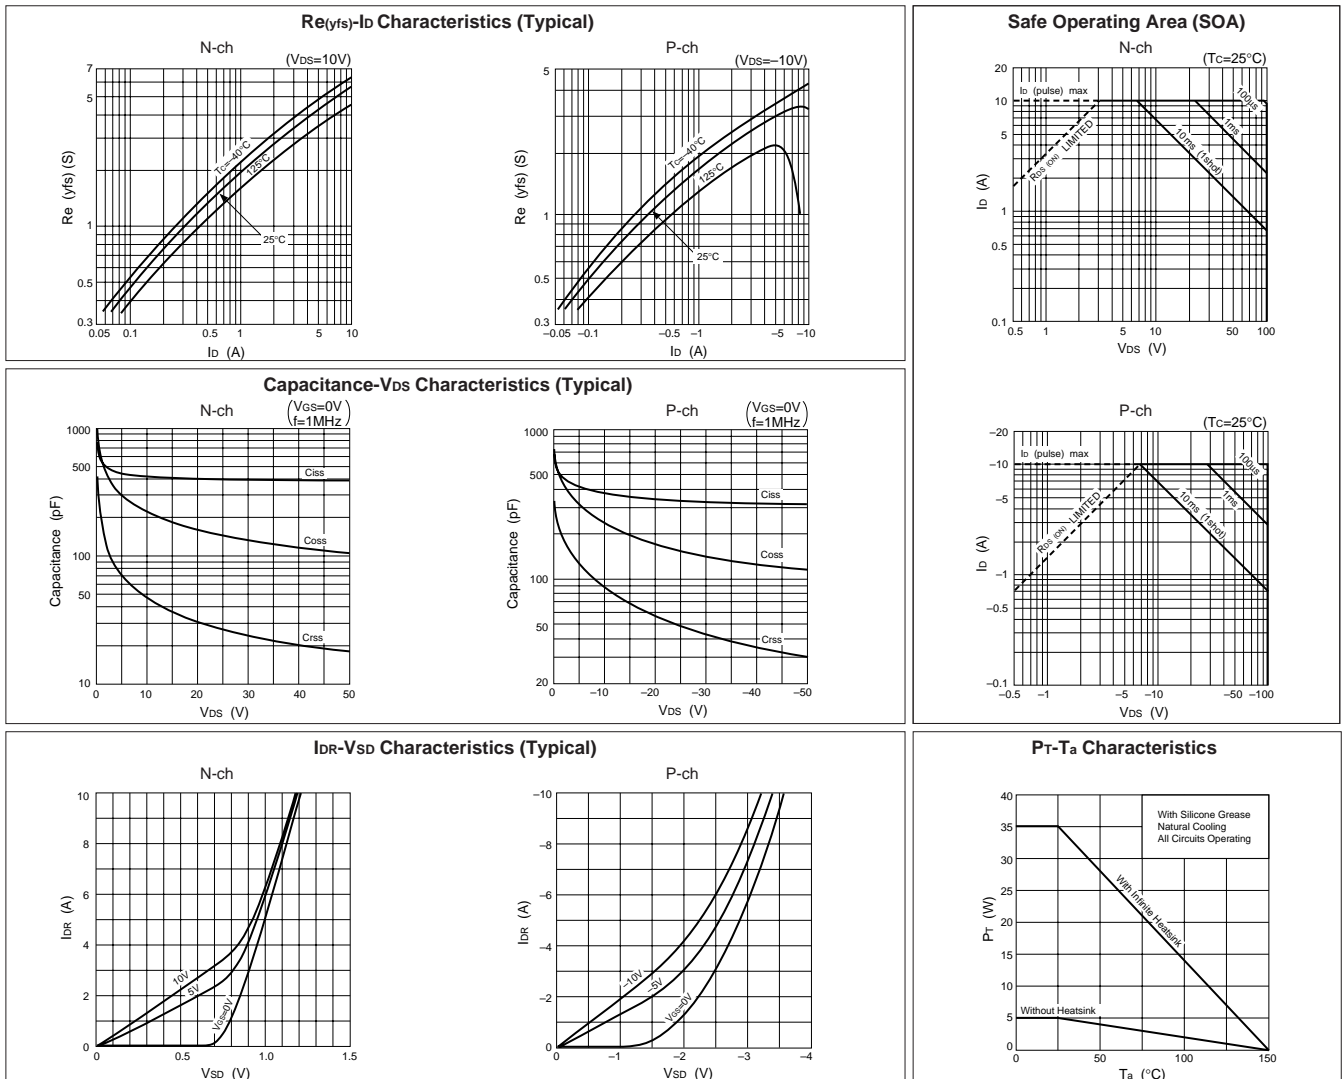 Re(yfs)-ID Characteristics (Typical)
N-ch
(VDS=10V)
7
5
1
0.5
0.3
Re (yfs) (S)
TC=–40°C
125°C
25°C
0.05
0.1
0.5
1
5
10
ID (A)
P-ch
(VDS=–10V)
5
1
0.5
0.3
Re (yfs) (S)
TC=–40°C
125°C
25°C
–0.05
–0.1
–0.5
–1
–5
–10
ID (A)
Safe Operating Area (SOA)
N-ch
(TC=25°C)
20
10
5
1
0.5
0.1
ID (A)
ID (pulse) max
RDS (ON) LIMITED
100µs
1ms
10ms (1shot)
0.5
1
5
10
50
100
VDS (V)
P-ch
(TC=25°C)
–20
–10
–5
–1
–0.5
–0.1
ID (A)
ID (pulse) max
RDS (ON) LIMITED
100µs
1ms
10ms (1shot)
–0.5
–1
–5
–10
–50
–100
VDS (V)
Capacitance-VDS Characteristics (Typical)
N-ch
(VGS=0V
f=1MHz)
1000
500
100
50
10
Capacitance (pF)
Ciss
Coss
Crss
0
10
20
30
40
50
VDS (V)
P-ch
(VGS=0V
f=1MHz)
1000
500
100
50
20
Capacitance (pF)
Ciss
Coss
Crss
0
–10
–20
–30
–40
–50
VDS (V)
IDR-VSD Characteristics (Typical)
N-ch
10
8
6
4
2
0
IDR (A)
10V
5V
VGS=0V
0
0.5
1.0
1.5
VSD (V)
P-ch
–10
–8
–6
–4
–2
0
IDR (A)
–10V
–5V
VGS=0V
0
–1
–2
–3
–4
VSD (V)
PT-Ta Characteristics
40
35
30
25
20
15
10
5
0
PT (W)
With Silicone Grease
Natural Cooling
All Circuits Operating
With Infinite Heatsink
Without Heatsink
0
50
100
150
Ta (°C)